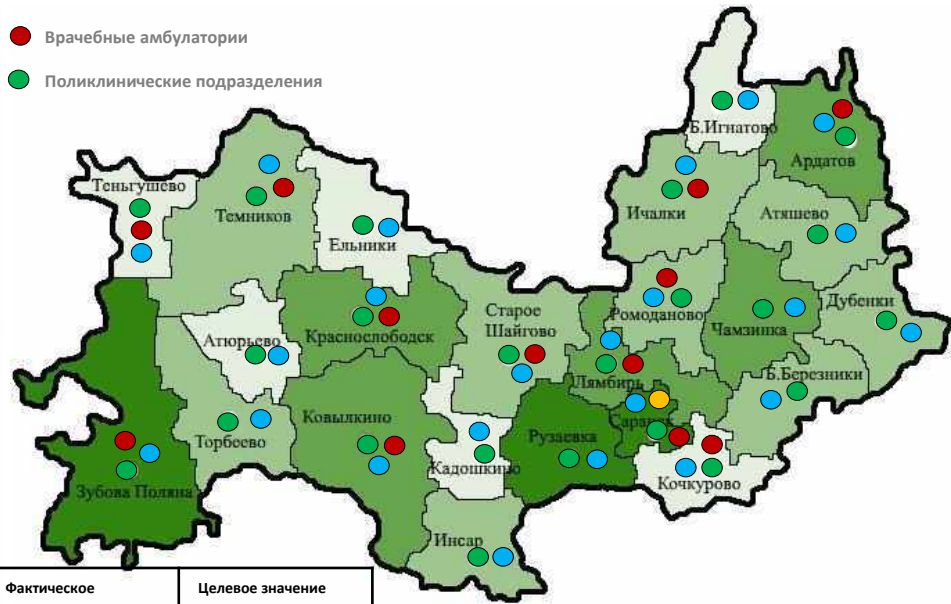 Врачебные амбулатории
Поликлинические подразделения
Б.Игнатово
Ардатов
Теньгушево
Темников
Ельники
Ичалки
Атяшево
Дубенки
Старое
Шайгово
Краснослободск
Атюрьево
Ромоданово
Чамзинка
Лямбирь
Б.Березники
Саранск
Ковылкино
Торбеево
Рузаевка
Кадошкино
Зубова Поляна
Кочкурово
Инсар
Фактическое
Целевое значение